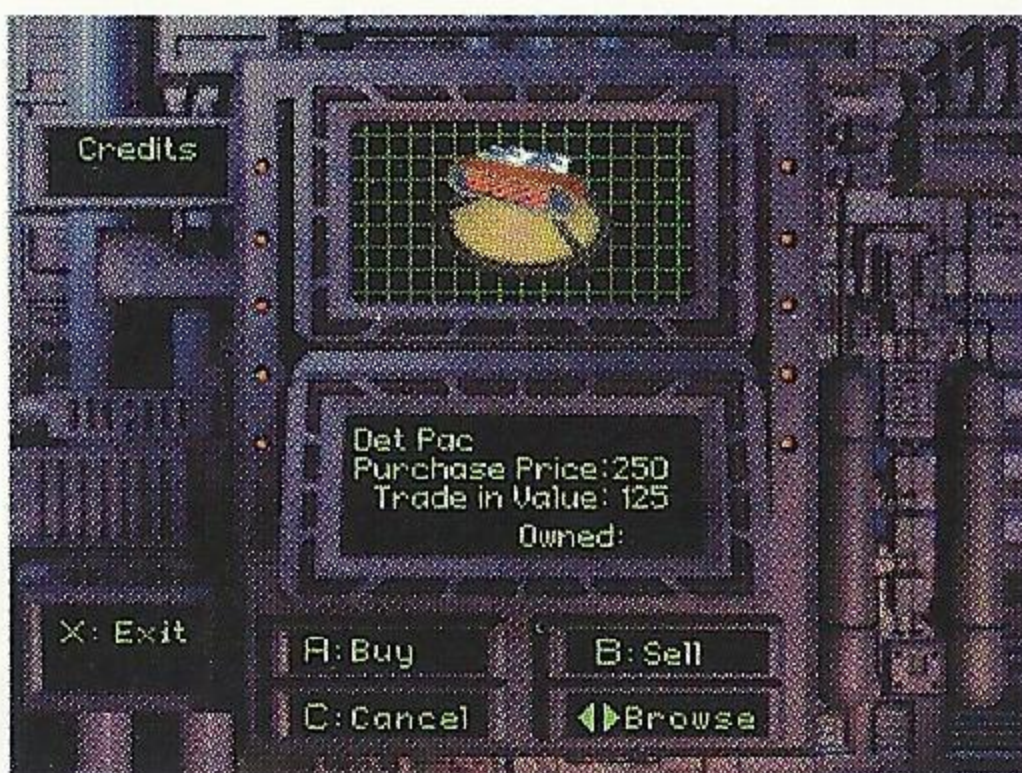 Credits
Det Pac
Purchase Price:250
Trade in Value: 125
Owned:
X: Exit
A:Buy
B:Sell
C:Cancel
Browse